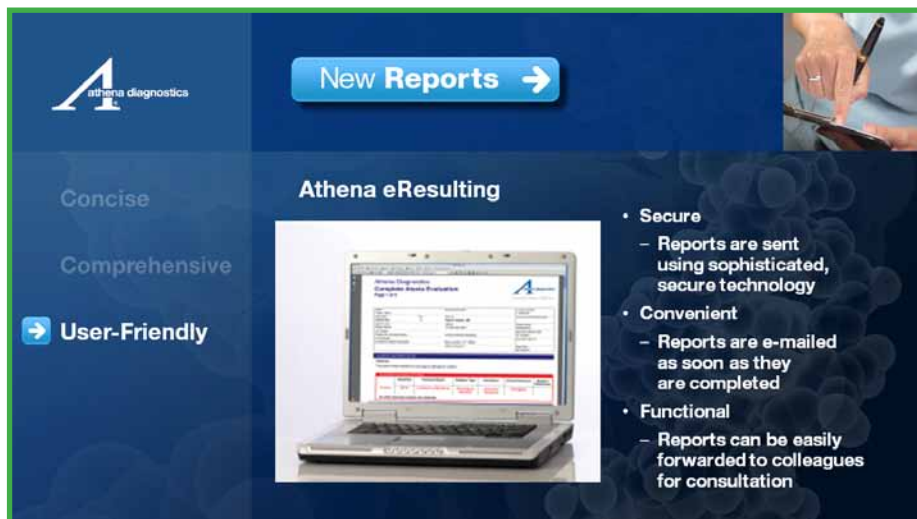 athena diagnostics
New Reports
Concise
Comprehensive
User-Friendly
Athena eResulting
Athena Diagnostics
Complete Ataxia Evaluation
• Secure
– Reports are sent
using sophisticated,
secure technology
• Convenient
– Reports are e-mailed
as soon as they
are completed
• Functional
– Reports can be easily
forwarded to colleagues
for consultation